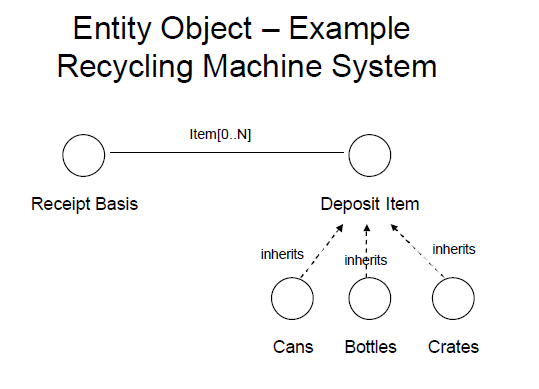 Entity Object – Example
Recycling Machine System
Item[0..N]
Receipt Basis
Deposit Item
inherits
inherits
inherits
Cans
Bottles
Crates